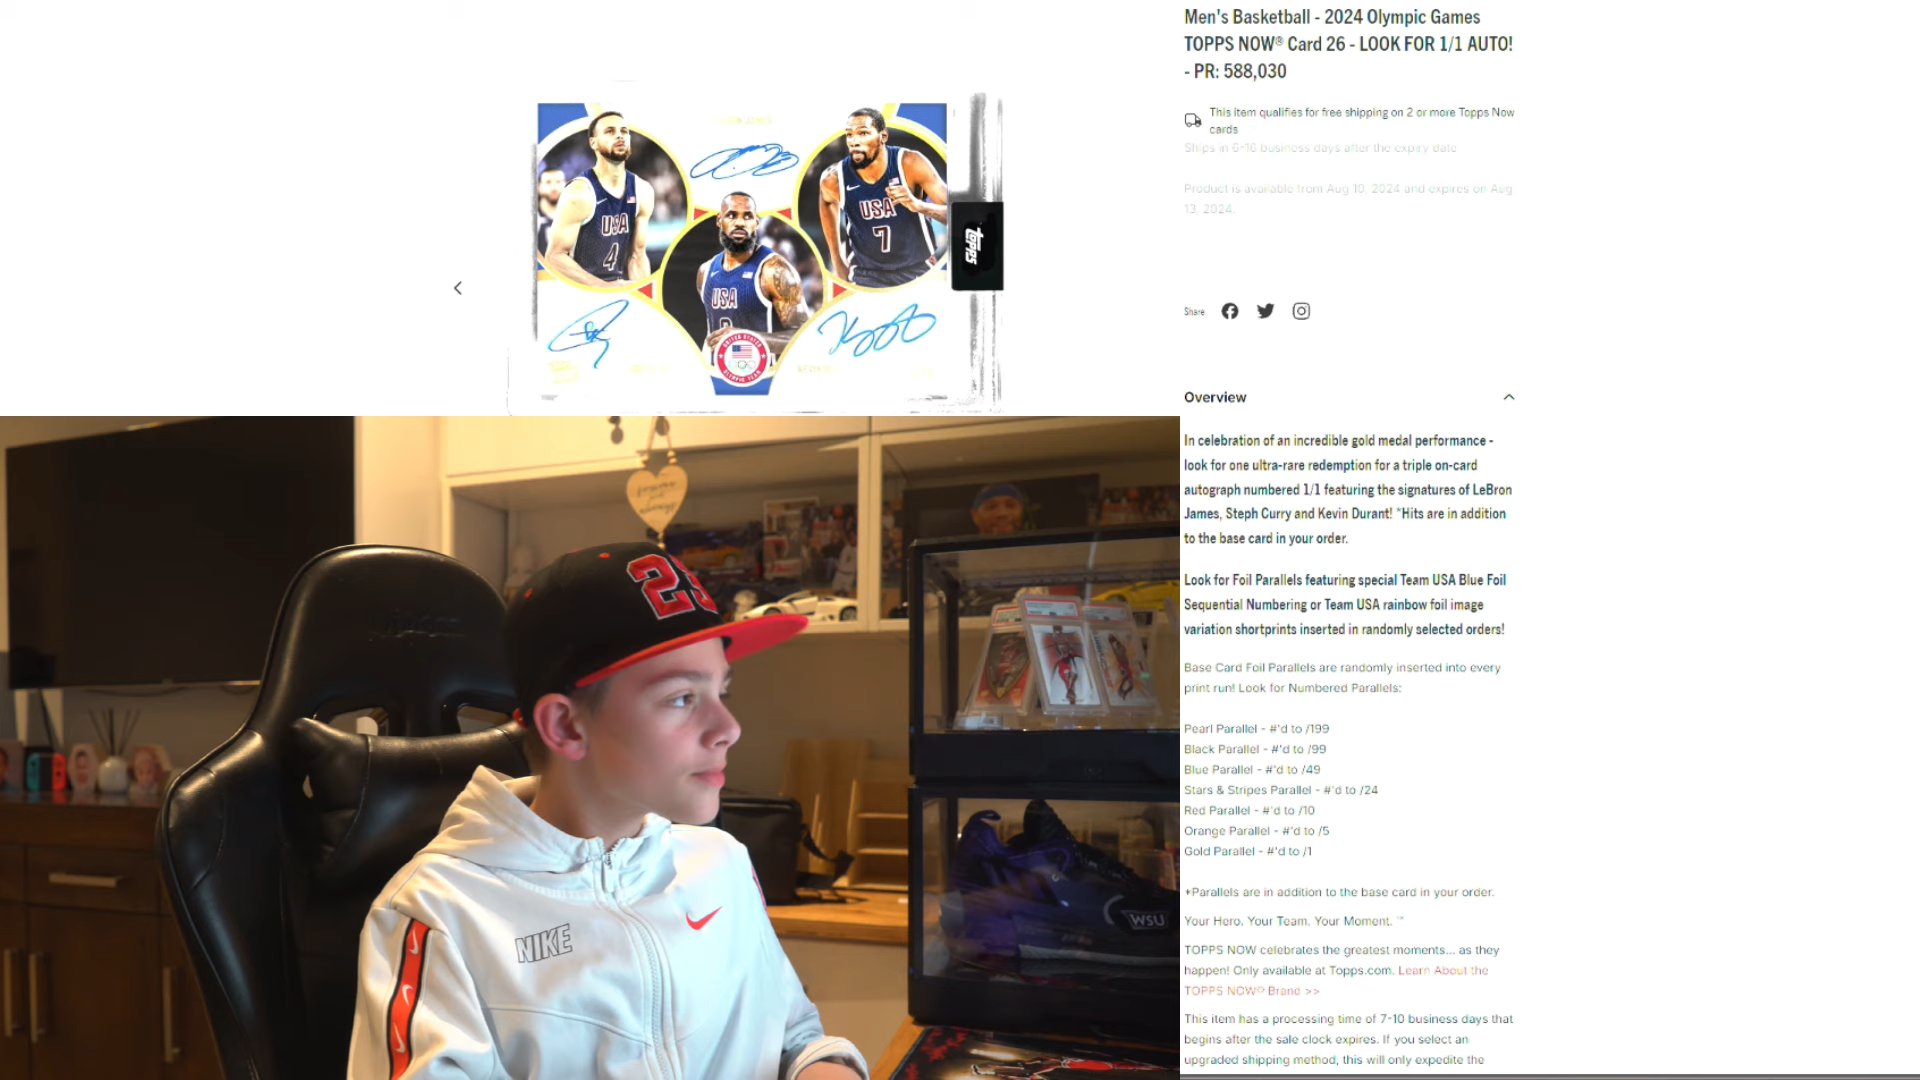 Men's Basketball - 2024 Olympic Games
TOPPS NOW® Card 26 - LOOK FOR 1/1 AUTO!
- PR: 588,030
This item qualifies for free shipping on 2 or more Topps Now
cards
Ships in 6-16 business days after the expiry date
Product is available from Aug 10, 2024 and expires on Aug
13, 2024.
USA
4
USA
7
USA
topps
UNITED STATES
OLYMPIC TEAM
Share
Overview
In celebration of an incredible gold medal performance -
look for one ultra-rare redemption for a triple on-card
autograph numbered 1/1 featuring the signatures of LeBron
James, Steph Curry and Kevin Durant! *Hits are in addition
to the base card in your order.
Look for Foil Parallels featuring special Team USA Blue Foil
Sequential Numbering or Team USA rainbow foil image
variation shortprints inserted in randomly selected orders!
Base Card Foil Parallels are randomly inserted into every
print run! Look for Numbered Parallels:
Pearl Parallel - #'d to /199
Black Parallel - #'d to /99
Blue Parallel - #'d to /49
Stars & Stripes Parallel - #'d to /24
Red Parallel - #'d to /10
Orange Parallel - #'d to /5
Gold Parallel - #'d to /1
*Parallels are in addition to the base card in your order.
Your Hero. Your Team. Your Moment. ™
TOPPS NOW celebrates the greatest moments... as they
happen! Only available at Topps.com. Learn About the
TOPPS NOW® Brand >>
This item has a processing time of 7-10 business days that
begins after the sale clock expires. If you select an
upgraded shipping method, this will only expedite the
NIKE
WSU